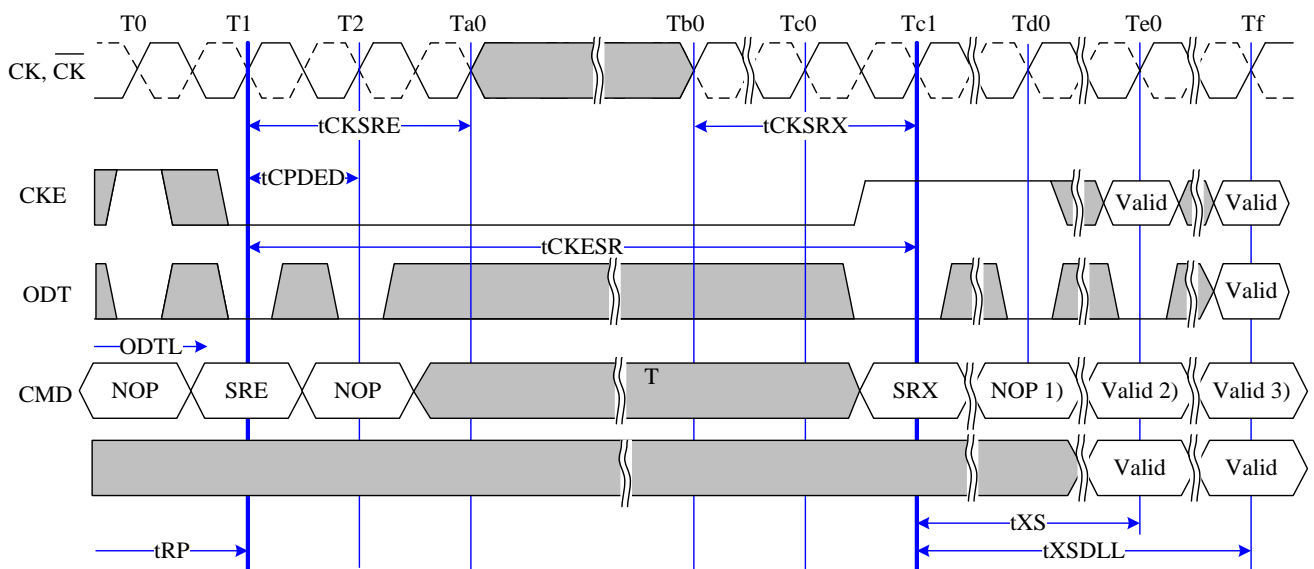 T0 T1 T2 Ta0 Tb0 Tc0 Tc1 Td0 Te0 Tf
CK, CK
tCKSRE tCKSRX
tCPDED
CKE Valid Valid
tCKESR
ODT Valid
ODTL
T
CMD NOP SRE NOP SRX NOP 1) Valid 2) Valid 3)
Valid Valid
tXS
tRP tXSDLL